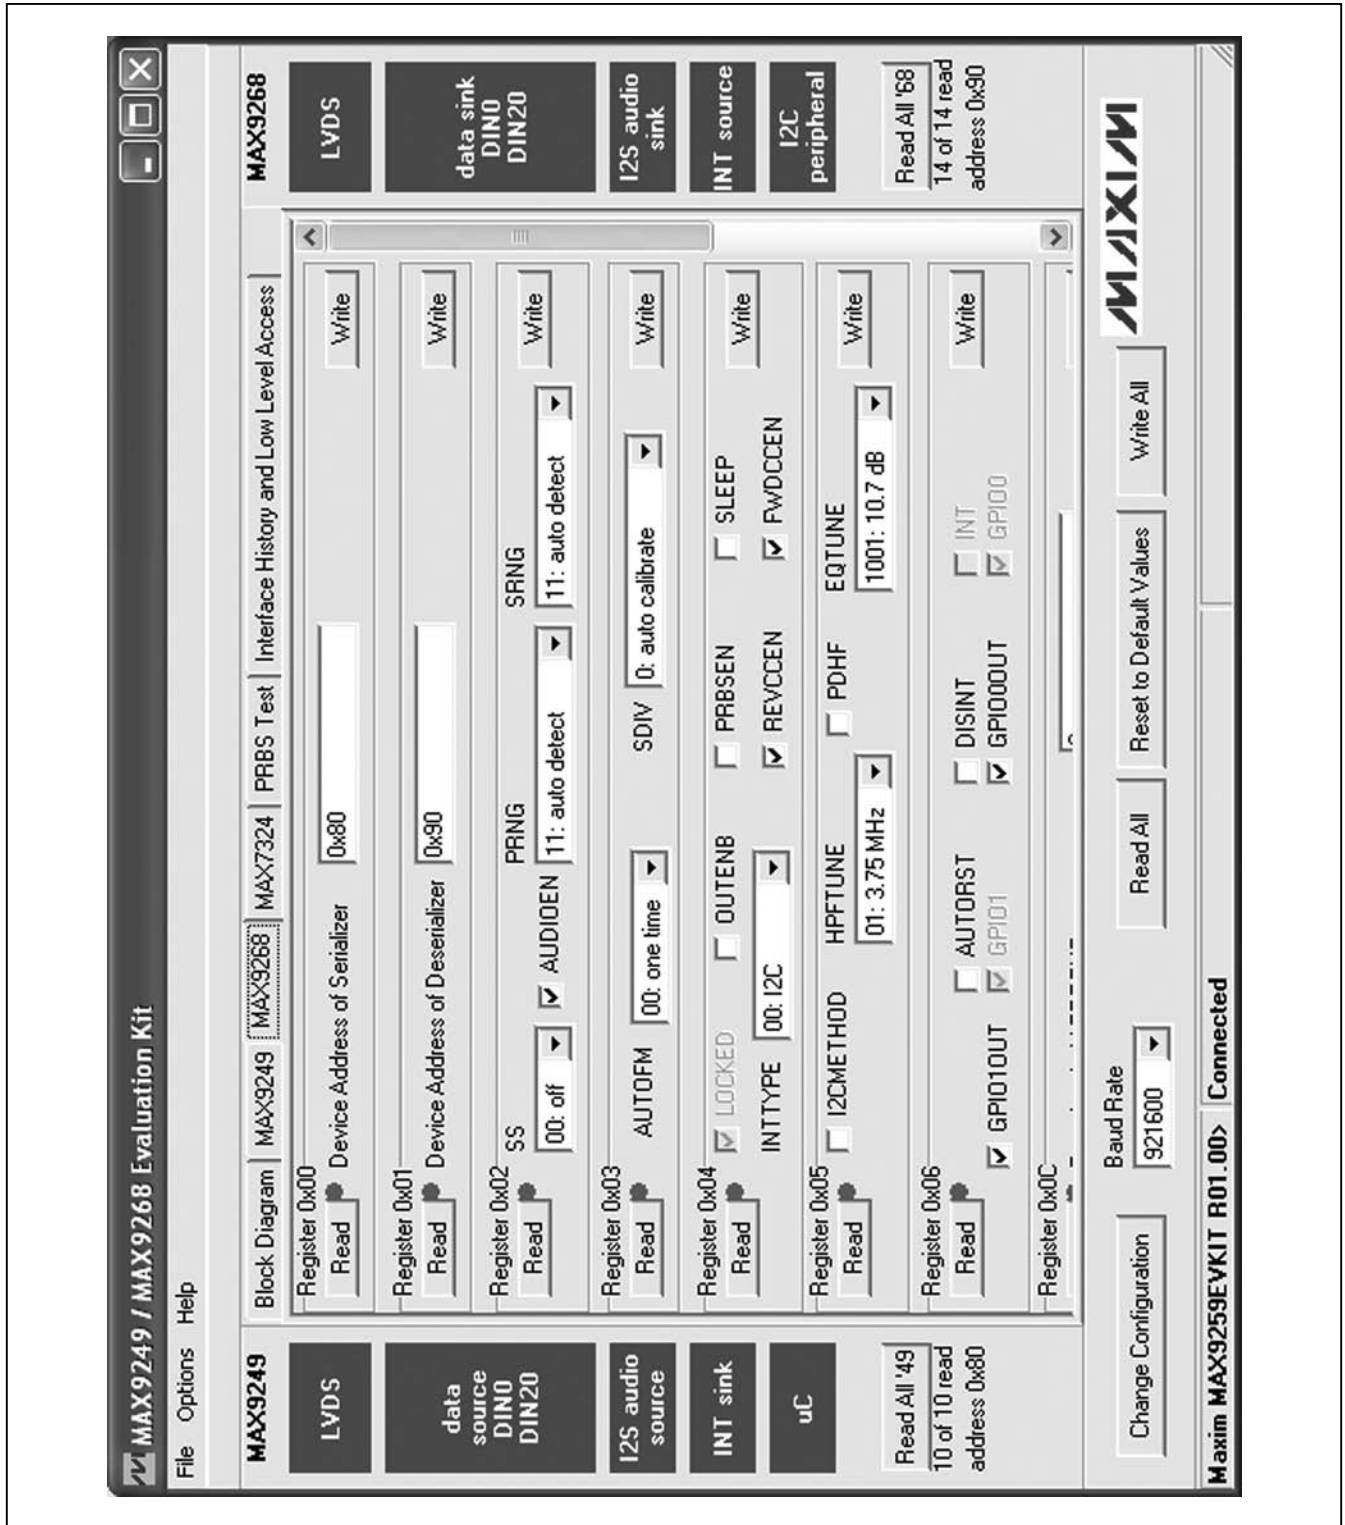 MAX9249 / MAX9268 Evaluation Kit
File Options Help
MAX9249
LVDS
data
source
DIN0
DIN20
I2S audio
source
INT sink
uC
Read All '49
10 of 10 read
address 0x80
Block Diagram MAX9249 MAX9268 MAX7324 PRBS Test Interface History and Low Level Access
Register 0x00
Read Device Address of Serializer 0x80 Write
Register 0x01
Read Device Address of Deserializer 0x90 Write
Register 0x02
SS PRNG SRNG
Read 00: off AUDIOEN 11: auto detect 11: auto detect Write
Register 0x03
Read AUTOFM 00: one time SDIV 0: auto calibrate Write
Register 0x04
Read LOCKED OUTENB PRBSEN SLEEP Write
INTTYPE 00: I2C REVCCEN FWDCCEN
Register 0x05
Read I2CMETHOD HPFTUNE PDHF EQTUNE Write
01: 3.75 MHz 1001: 10.7 dB
Register 0x06
Read AUTORST DISINT INT Write
GPIO1OUT GPIO1 GPIO0OUT GPIO0
Register 0x0C
MAX9268
LVDS
data sink
DIN0
DIN20
I2S audio
sink
INT source
I2C
peripheral
Read All '68
14 of 14 read
address 0x90
Change Configuration
Baud Rate
921600
Read All
Reset to Default Values
Write All
MAXIM
Maxim MAX9259EVKIT R01.00> Connected